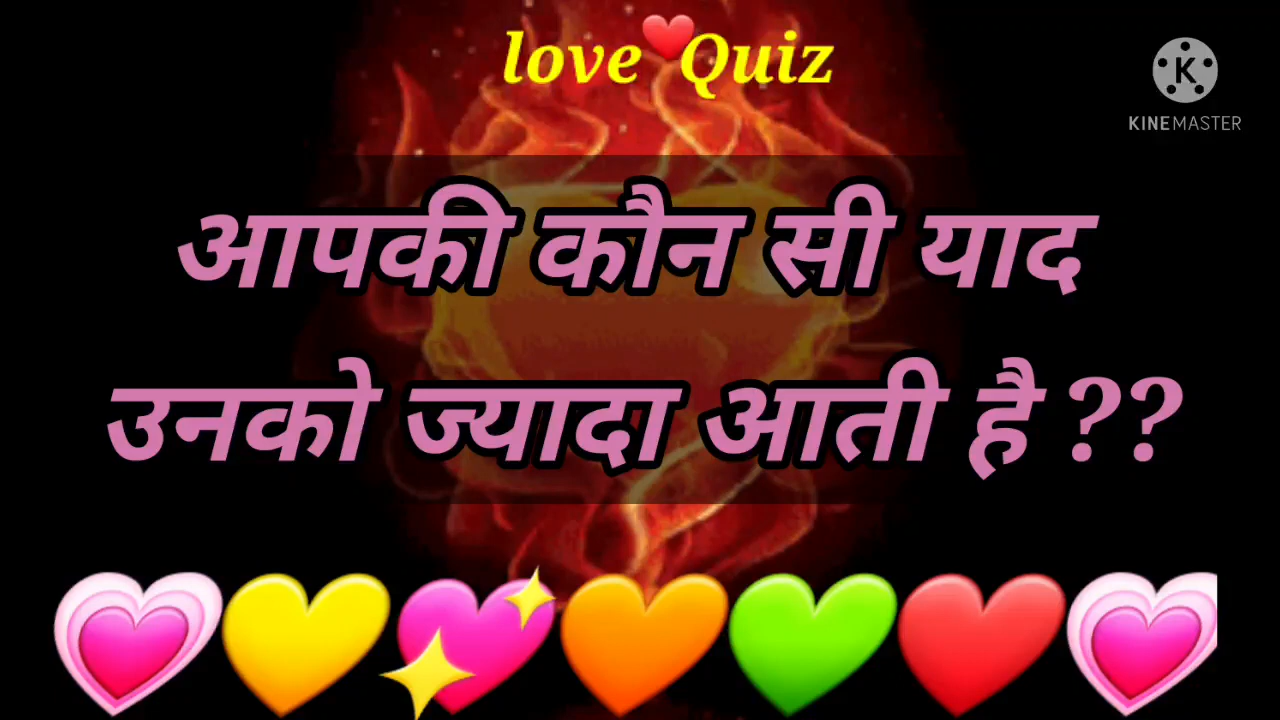 love Quiz
KINEMASTER
आपकी कौन सी याद
उनको ज्यादा आती है ??